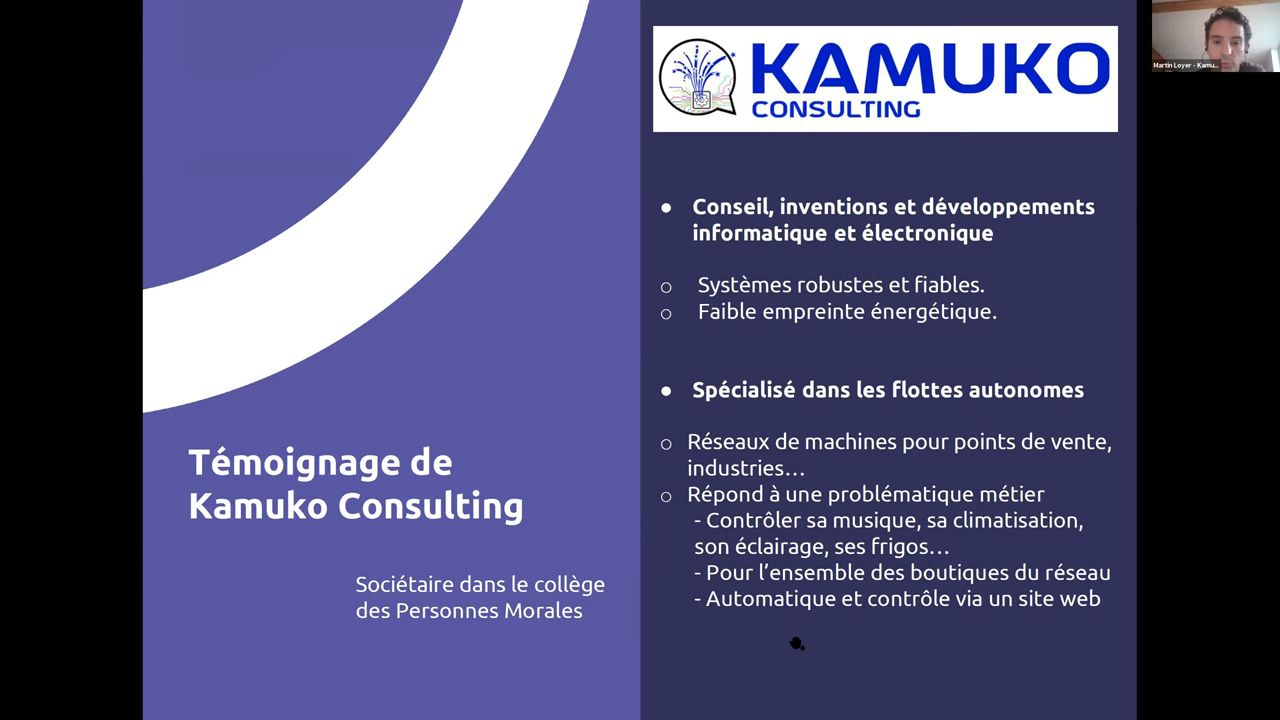 KAMUKO
CONSULTING
Martin Loyer - Kamu...
Conseil, inventions et développements
informatique et électronique
Systèmes robustes et fiables.
Faible empreinte énergétique.
Spécialisé dans les flottes autonomes
Réseaux de machines pour points de vente,
industries…
Répond à une problématique métier
- Contrôler sa musique, sa climatisation,
son éclairage, ses frigos…
- Pour l’ensemble des boutiques du réseau
- Automatique et contrôle via un site web
Témoignage de
Kamuko Consulting
Sociétaire dans le collège
des Personnes Morales